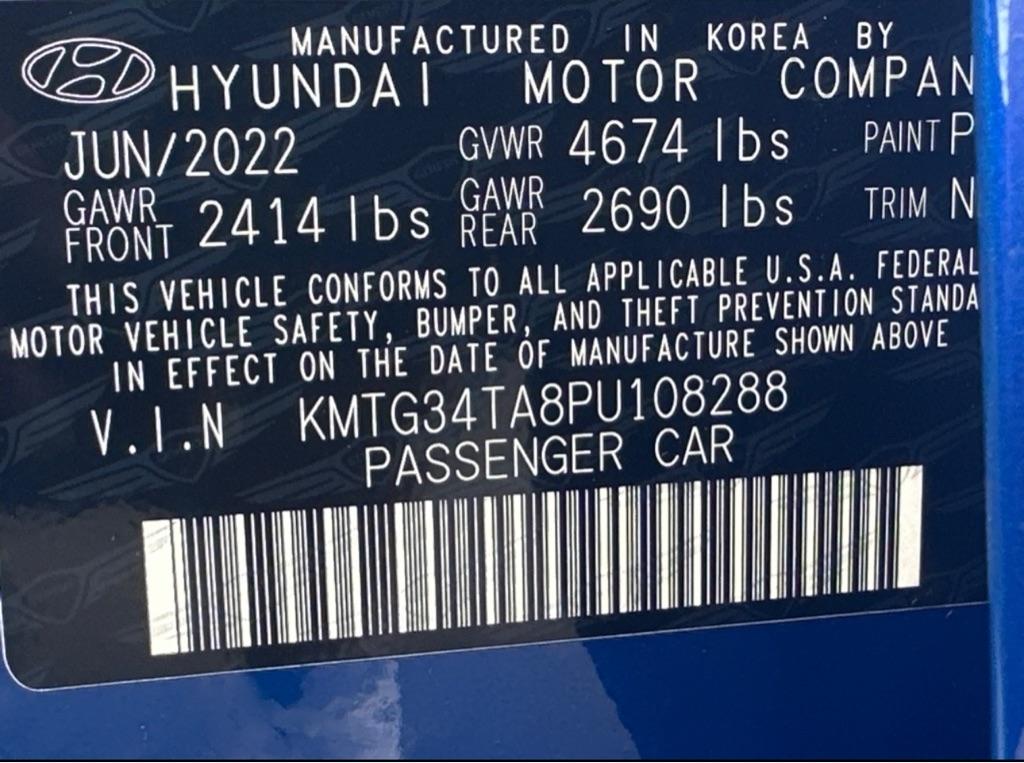 MANUFACTURED IN KOREA BY
HYUNDAI MOTOR COMPAN
JUN/2022 GVWR 4674 lbs PAINT P
GAWR FRONT 2414 lbs GAWR REAR 2690 lbs TRIM N
THIS VEHICLE CONFORMS TO ALL APPLICABLE U.S.A. FEDERAL
MOTOR VEHICLE SAFETY, BUMPER, AND THEFT PREVENTION STANDA
IN EFFECT ON THE DATE OF MANUFACTURE SHOWN ABOVE
V.I.N KMTG34TA8PU108288
PASSENGER CAR